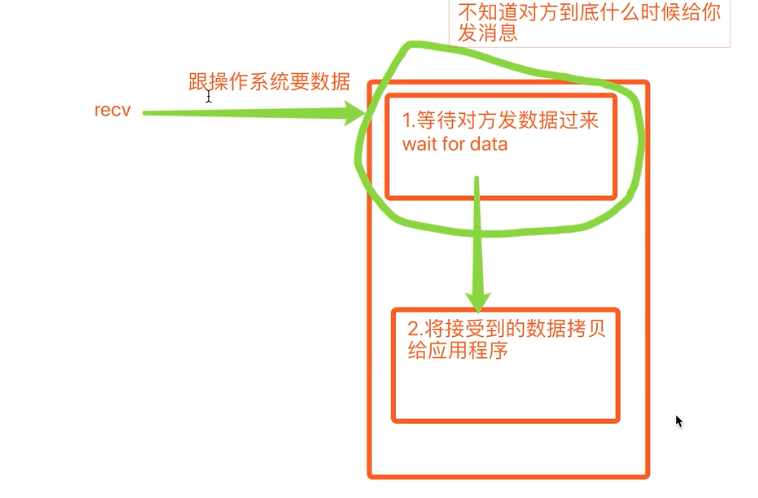 不知道对方到底什么时候给你
发消息
跟操作系统要数据
recv
1.等待对方发数据过来
wait for data
2.将接受到的数据拷贝
给应用程序